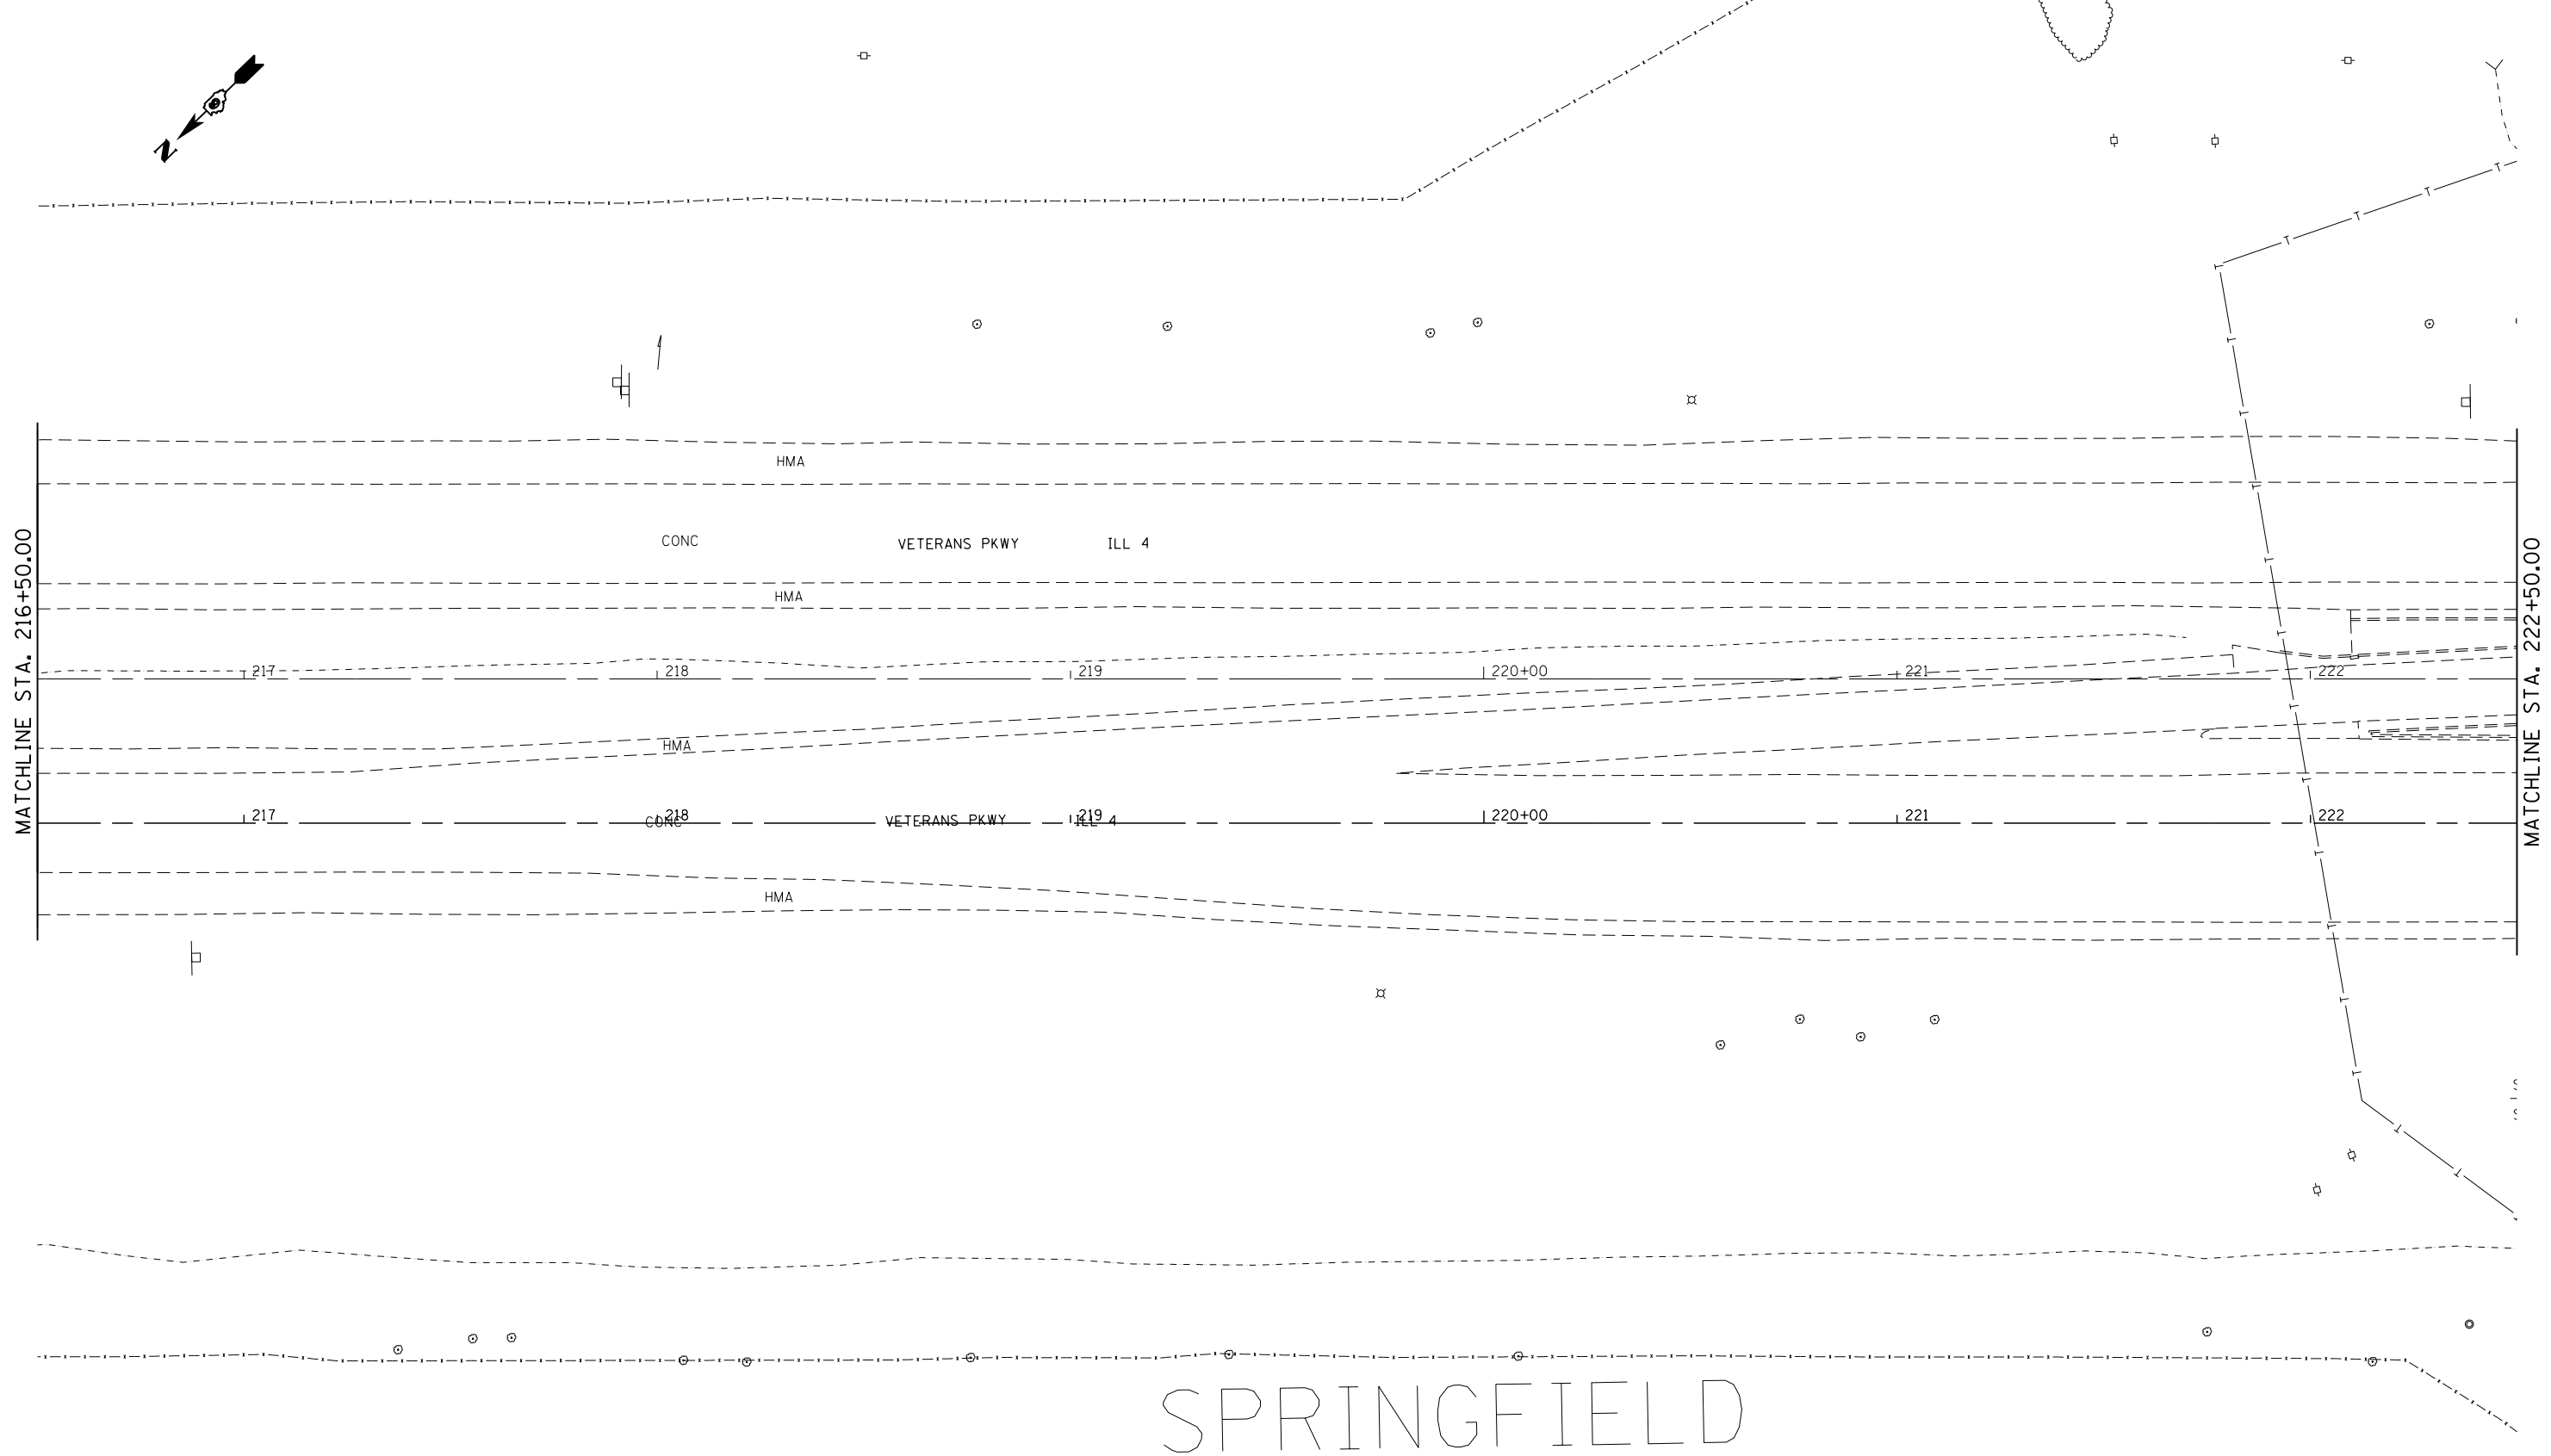 N
HMA
MATCHLINE STA. 216+50.00
CONC VETERANS PKWY ILL 4
MATCHLINE STA. 222+50.00
HMA
217 218 219 220+00 221 222
HMA
217 218 219 220+00 221 222
CONC VETERANS PKWY ILL 4
HMA
SPRINGFIELD